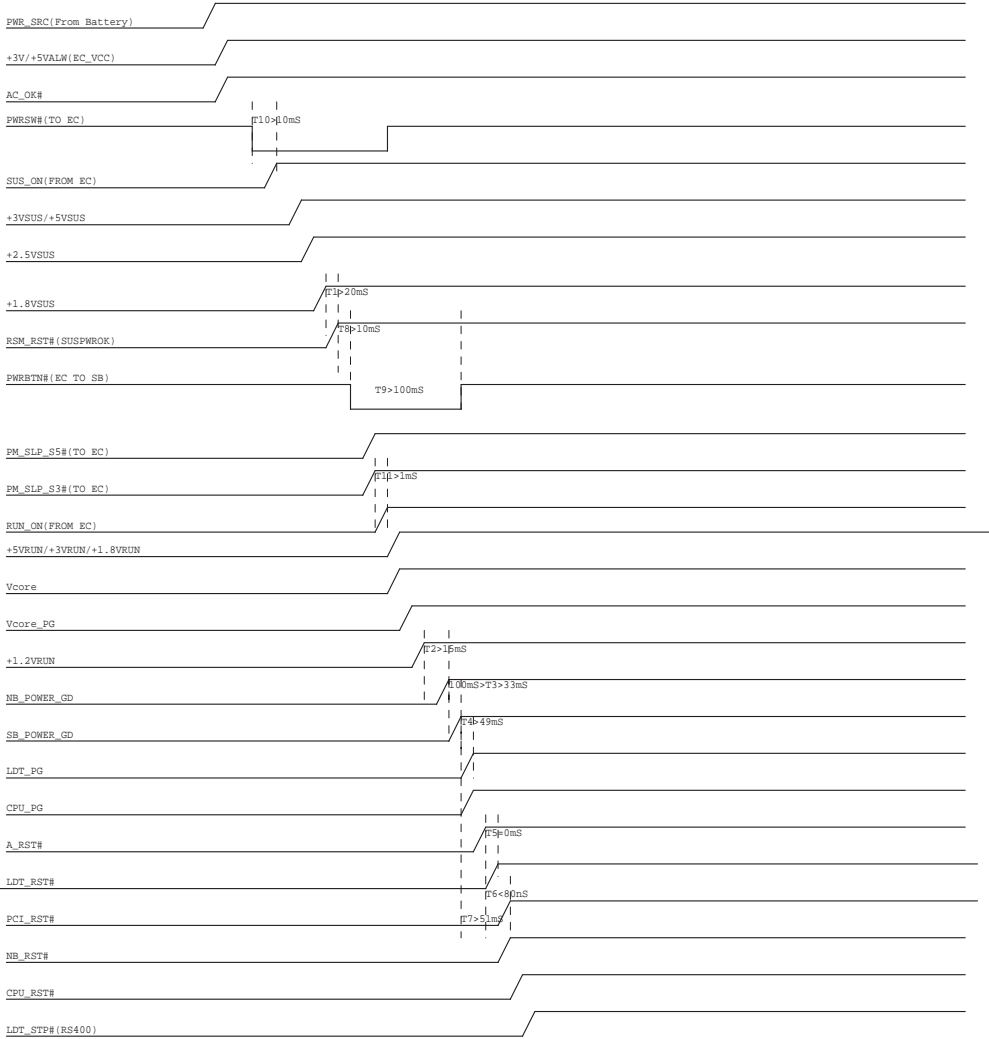 PWR_SRC(From Battery)
+3V/+5VALW(EC_VCC)
AC_OK#
PWRSW#(TO EC)
T10>10mS
SUS_ON(FROM EC)
+3VSUS/+5VSUS
+2.5VSUS
+1.8VSUS
T1>20mS
RSM_RST#(SUSPWROK)
T8>10mS
PWRBTN#(EC TO SB)
T9>100mS
PM_SLP_S5#(TO EC)
PM_SLP_S3#(TO EC)
T11>1mS
RUN_ON(FROM EC)
+5VRUN/+3VRUN/+1.8VRUN
Vcore
Vcore_PG
+1.2VRUN
T2>15mS
NB_POWER_GD
100mS>T3>33mS
SB_POWER_GD
T4>49mS
LDT_PG
CPU_PG
A_RST#
T5=0mS
LDT_RST#
T6<80nS
PCI_RST#
T7>51mS
NB_RST#
CPU_RST#
LDT_STP#(RS400)